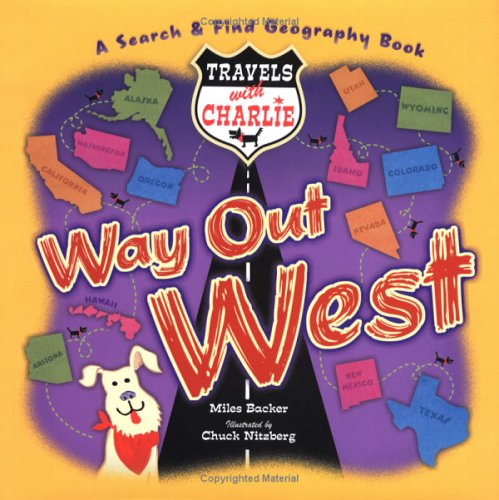 Copyrighted Material
A Search & Find Geography Book
TRAVELS
with
CHARLIE
ALASKA
WASHINGTON
CALIFORNIA
OREGON
UTAH
WYOMING
IDAHO
COLORADO
NEVADA
Way Out
West
HAWAII
ARIZONA
NEW
MEXICO
TEXAS
Miles Backer
Illustrated by
Chuck Nitzberg
Copyrighted Material